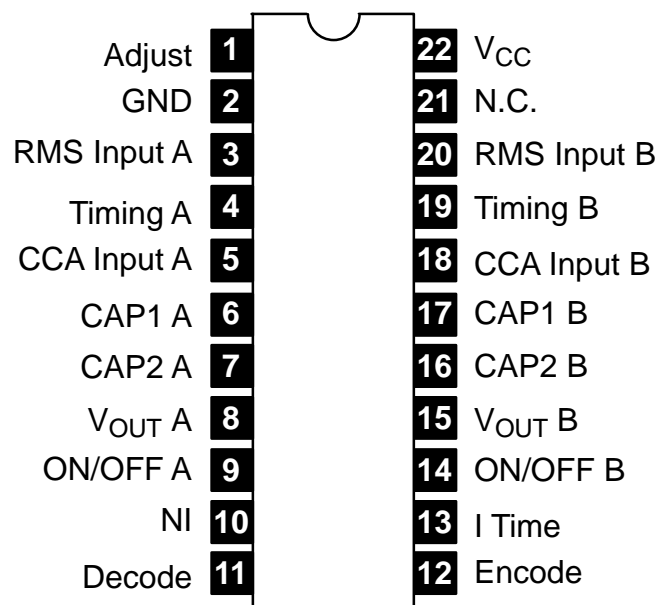 Adjust 1 22 VCC
GND 2 21 N.C.
RMS Input A 3 20 RMS Input B
Timing A 4 19 Timing B
CCA Input A 5 18 CCA Input B
CAP1 A 6 17 CAP1 B
CAP2 A 7 16 CAP2 B
VOUT A 8 15 VOUT B
ON/OFF A 9 14 ON/OFF B
NI 10 13 I Time
Decode 11 12 Encode